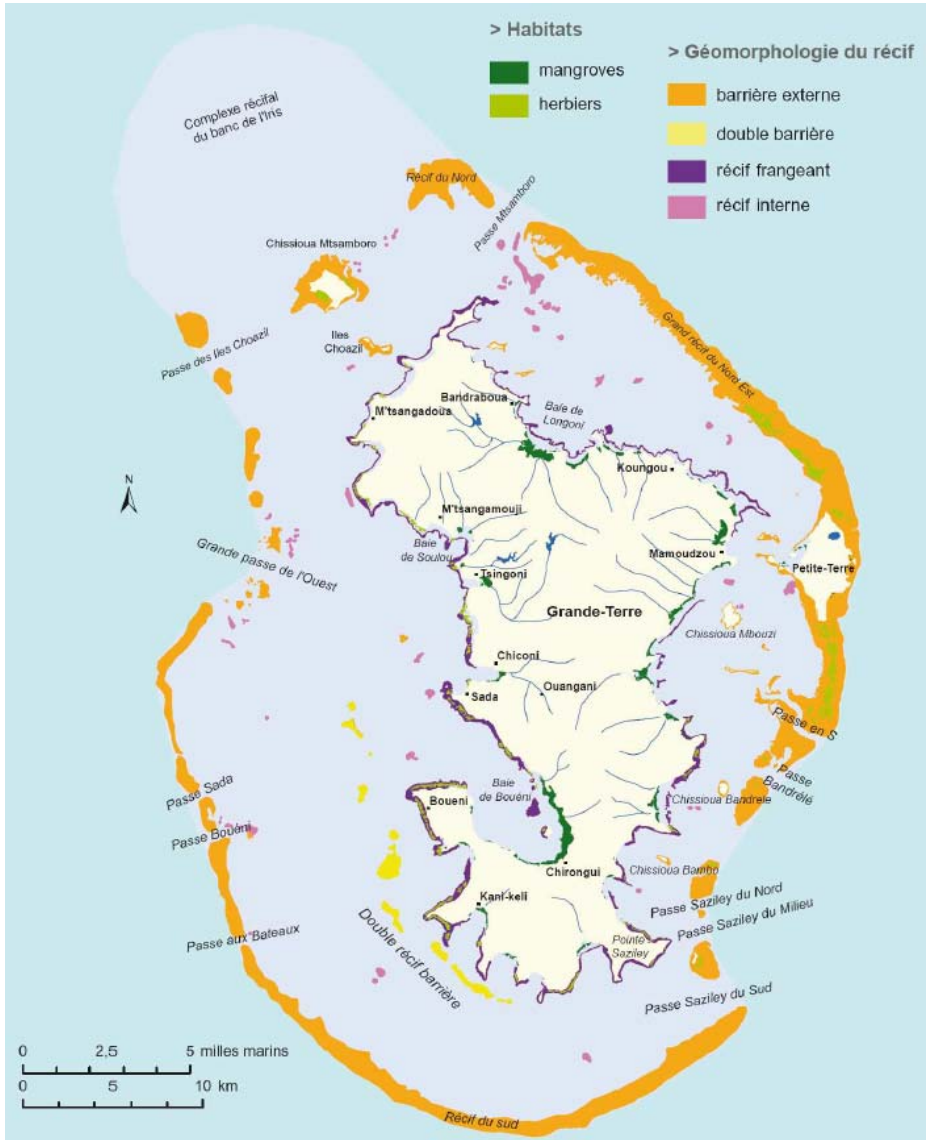 > Habitats
mangroves
herbiers
> Géomorphologie du récif
barrière externe
double barrière
récif frangeant
récif interne
Complexe récifal
du banc de l'Iris
Récif du Nord
Passe Mtsamboro
Chissioua Mtsamboro
Iles
Choazil
Passe des Iles Choazil
Grand récif du Nord Est
Bandraboua
M'tsangadoua
Baie de
Longoni
Koungou
N
M'tsangamouji
Baie
de Soulou
Grande passe de l'Ouest
Tsingoni
Mamoudzou
Petite-Terre
Grande-Terre
Chissioua Mbouzi
Chiconi
Ouangani
Sada
Passe en S
Passe
Bandrélé
Passe Sada
Baie
de Bouéni
Boueni
Chissioua Bandrele
Passe Bouéni
Chirongui
Chissioua Bambo
Kani-keli
Passe Saziley du Nord
Passe Saziley du Milieu
Passe aux Bateaux
Double récif barrière
Pointe
Saziley
Passe Saziley du Sud
0 2,5 5 milles marins
0 5 10 km
Récif du sud